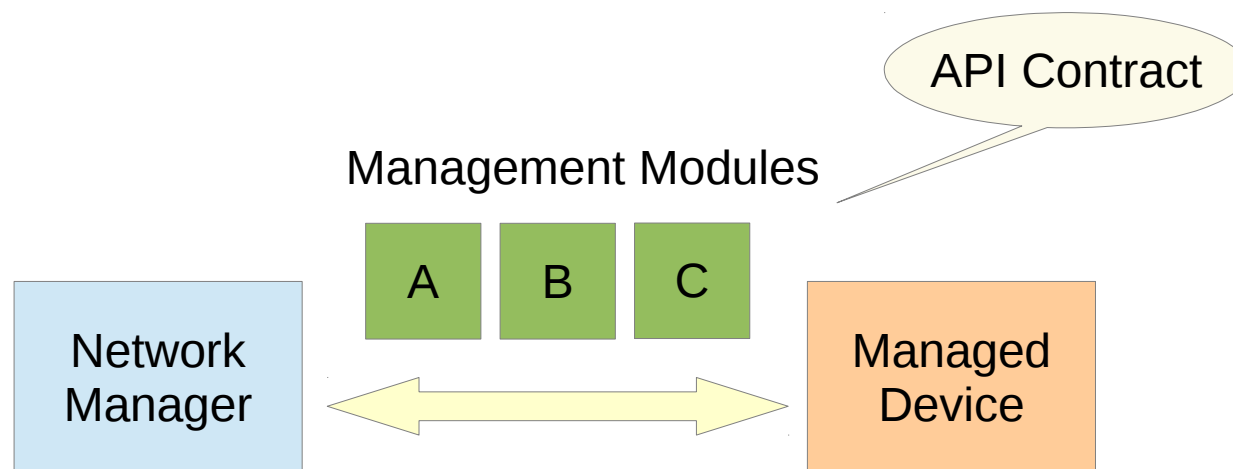 API Contract
Management Modules
A
B
C
Network
Manager
Managed
Device